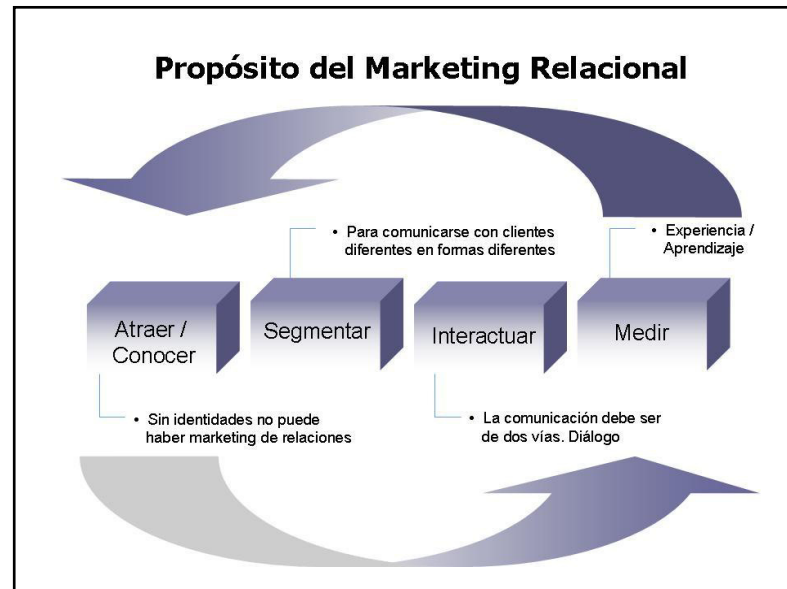 Propósito del Marketing Relacional
• Para comunicarse con clientes
diferentes en formas diferentes
• Experiencia /
Aprendizaje
Atraer /
Conocer
Segmentar
Interactuar
Medir
• Sin identidades no puede
haber marketing de relaciones
• La comunicación debe ser
de dos vías. Diálogo